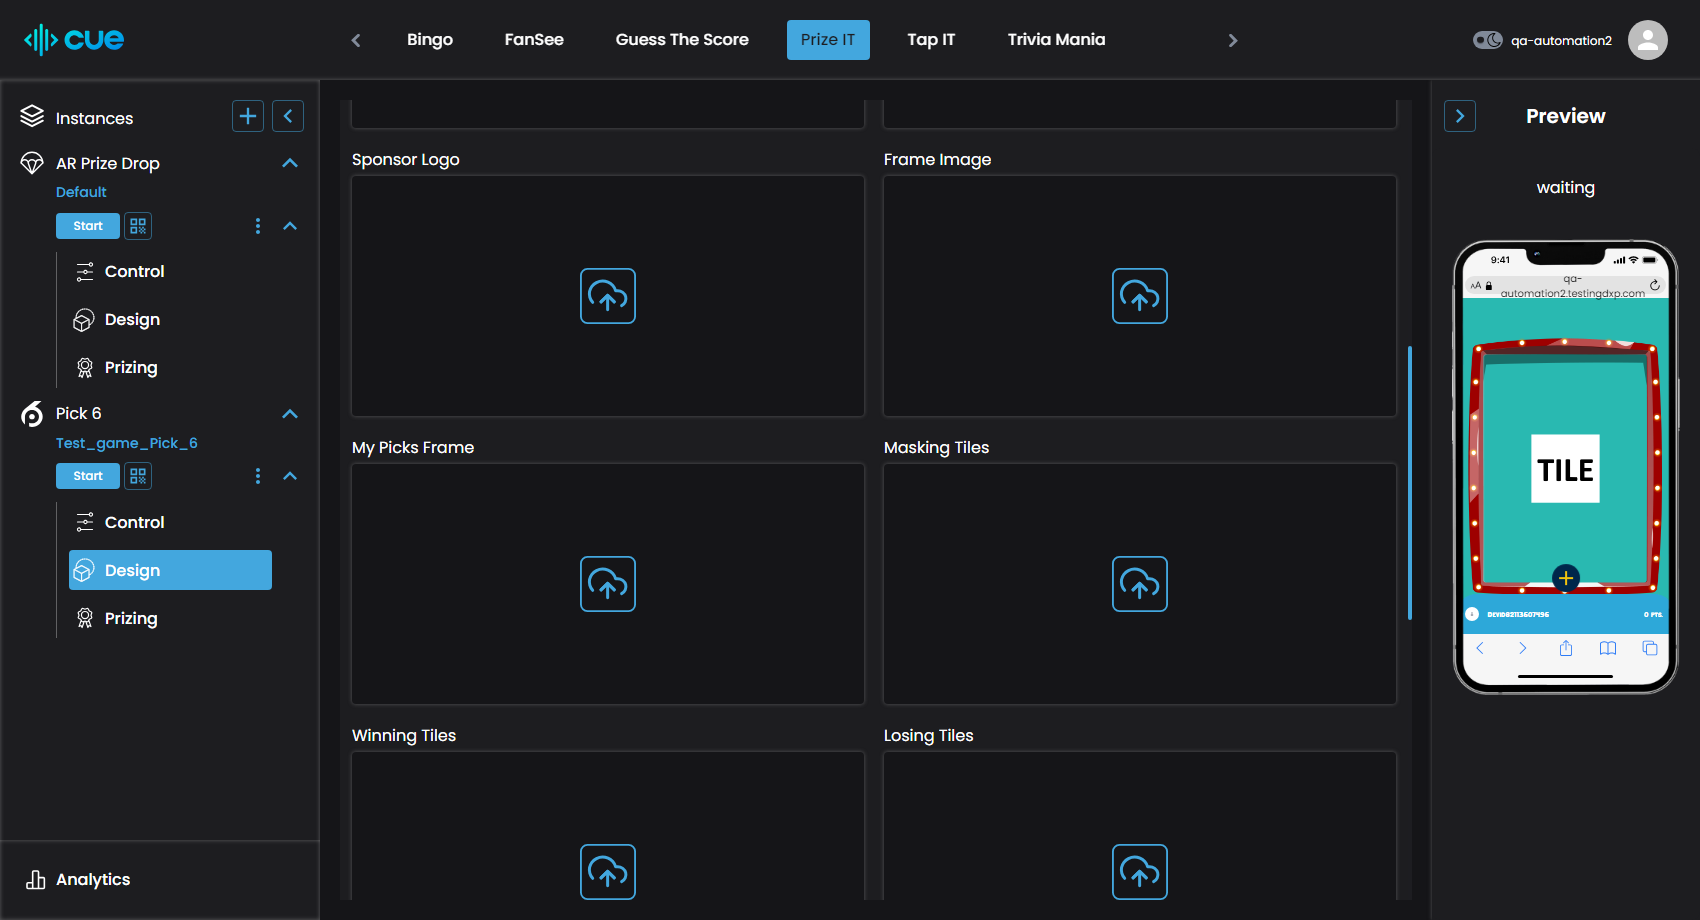 cue
Bingo
FanSee
Guess The Score
Prize IT
Tap IT
Trivia Mania
qa-automation2
Instances
AR Prize Drop
Default
Start
Control
Design
Prizing
Pick 6
Test_game_Pick_6
Start
Control
Design
Prizing
Analytics
Sponsor Logo
Frame Image
My Picks Frame
Masking Tiles
Winning Tiles
Losing Tiles
Preview
waiting
9:41
AA
qa-
automation2.testingdxp.com
TILE
0 PTS.